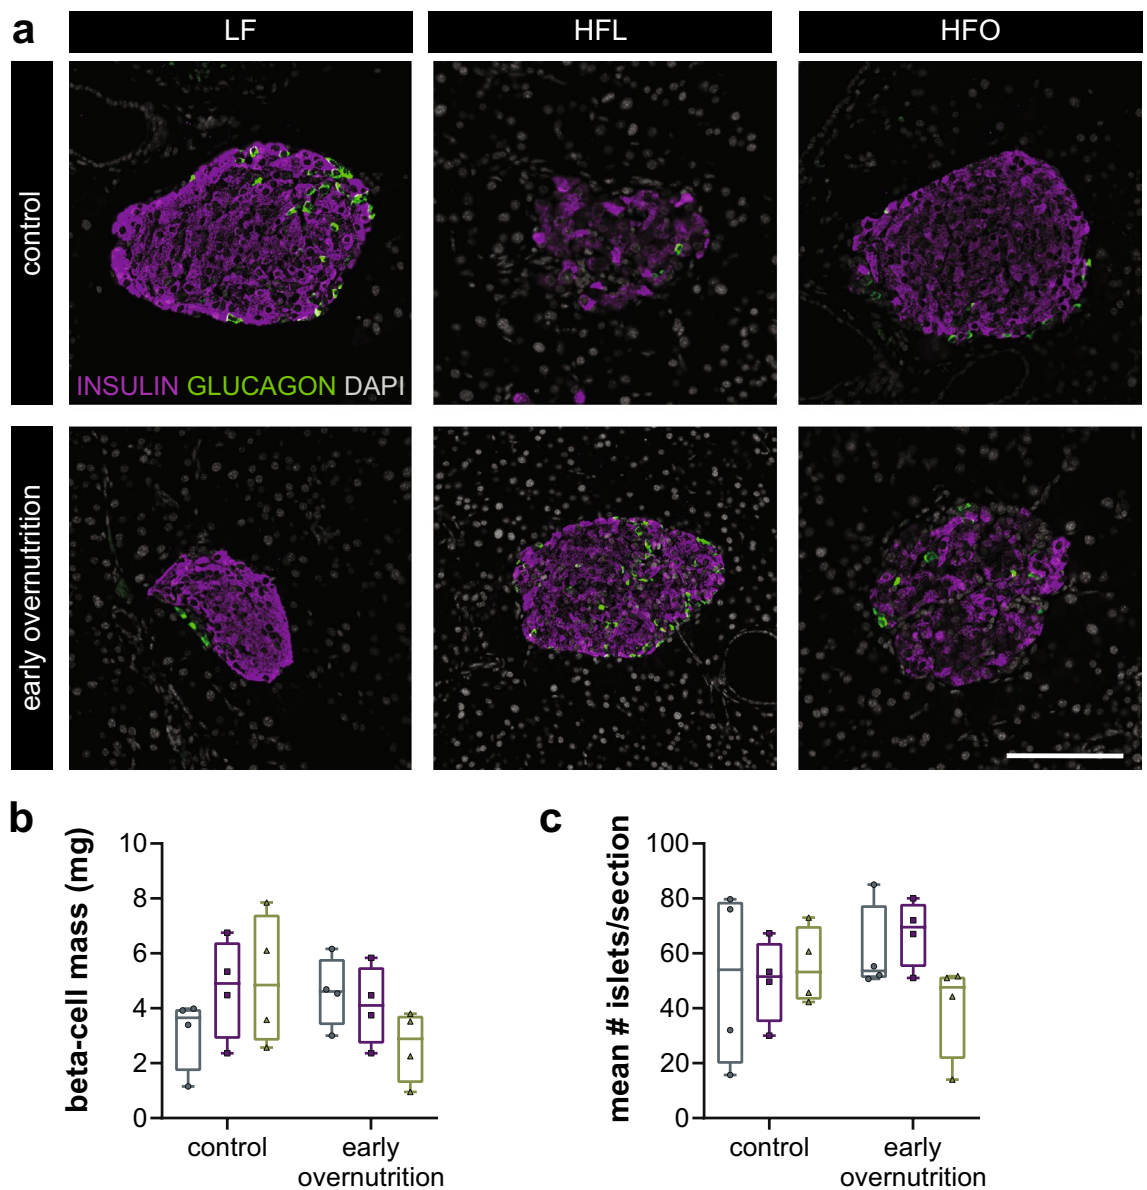 a
LF
HFL
HFO
control
INSULIN GLUCAGON DAPI
early overnutrition
b
beta-cell mass (mg)
10
8
6
4
2
0
control
early
overnutrition
c
mean # islets/section
100
80
60
40
20
0
control
early
overnutrition